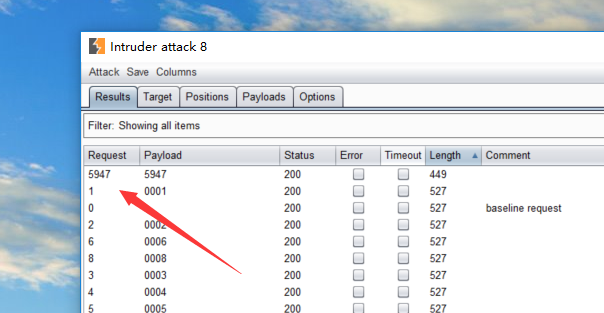 Intruder attack 8
Attack Save Columns
Results Target Positions Payloads Options
Filter: Showing all items
Request Payload Status Error Timeout Length Comment
5947 5947 200 449
1 0001 200 527
0 200 527 baseline request
2 0002 200 527
6 0006 200 527
8 0008 200 527
3 0003 200 527
4 0004 200 527
5 0005 200 527